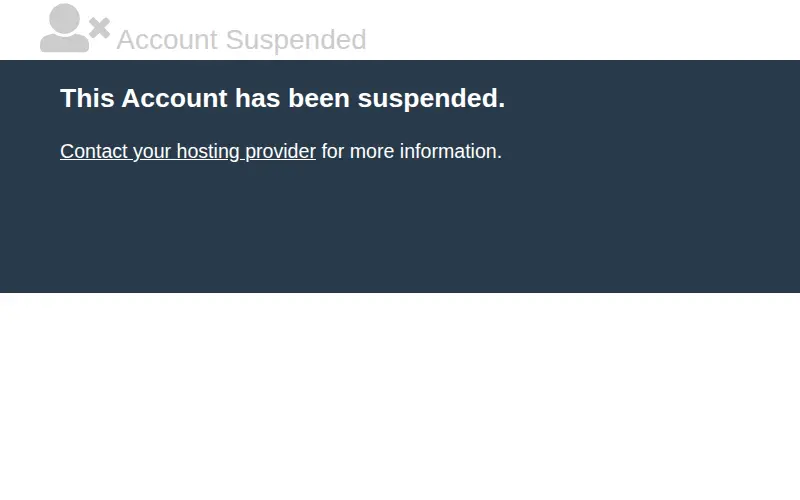 Account Suspended
This Account has been suspended.
Contact your hosting provider for more information.